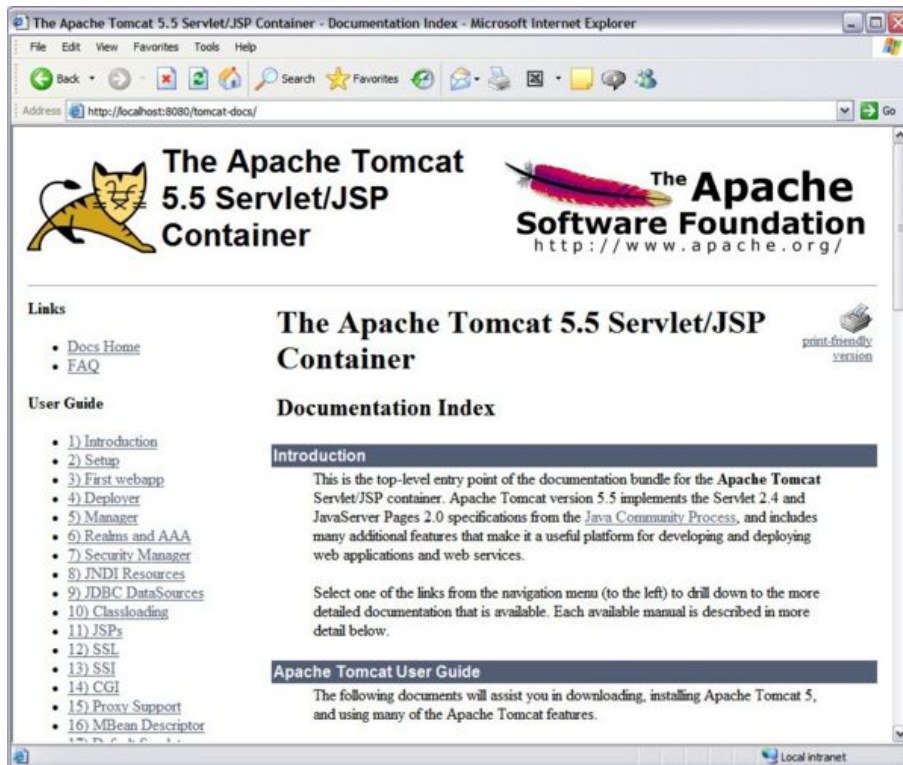 The Apache Tomcat 5.5 Servlet/JSP Container - Documentation Index - Microsoft Internet Explorer
File Edit View Favorites Tools Help
Back Search Favorites
Address http://localhost:8080/tomcat-docs/ Go
The Apache Tomcat
5.5 Servlet/JSP
Container
The Apache
Software Foundation
http://www.apache.org/
Links
Docs Home
FAQ
User Guide
1) Introduction
2) Setup
3) First webapp
4) Deployer
5) Manager
6) Realms and AAA
7) Security Manager
8) JNDI Resources
9) JDBC DataSources
10) Classloading
11) JSPs
12) SSL
13) SSI
14) CGI
15) Proxy Support
16) MBean Descriptor
The Apache Tomcat 5.5 Servlet/JSP
Container
print-friendly
version
Documentation Index
Introduction
This is the top-level entry point of the documentation bundle for the Apache Tomcat
Servlet/JSP container. Apache Tomcat version 5.5 implements the Servlet 2.4 and
JavaServer Pages 2.0 specifications from the Java Community Process, and includes
many additional features that make it a useful platform for developing and deploying
web applications and web services.
Select one of the links from the navigation menu (to the left) to drill down to the more
detailed documentation that is available. Each available manual is described in more
detail below.
Apache Tomcat User Guide
The following documents will assist you in downloading, installing Apache Tomcat 5,
and using many of the Apache Tomcat features.
Local intranet